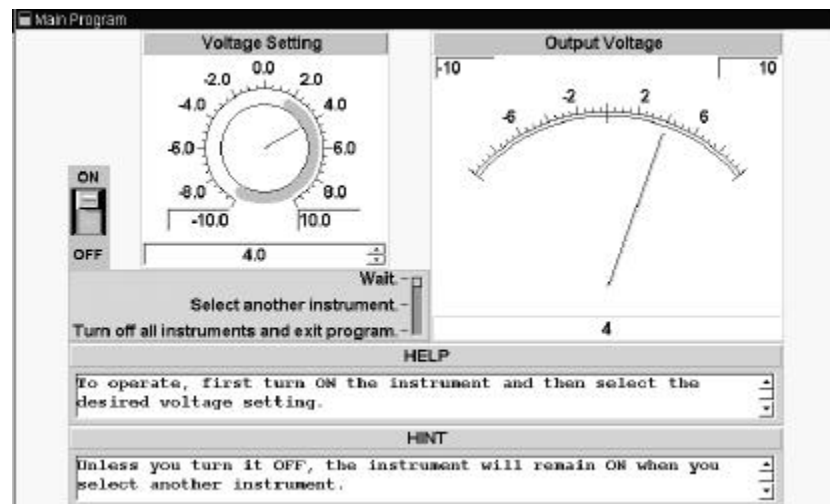 Main Program
Voltage Setting
0.0
-2.0 2.0
-4.0 4.0
-6.0 6.0
-8.0 8.0
-10.0 10.0
4.0
Output Voltage
-10 10
-2 2
-6 6
4
ON
OFF
Wait.
Select another instrument.
Turn off all instruments and exit program.
HELP
To operate, first turn ON the instrument and then select the
desired voltage setting.
HINT
Unless you turn it OFF, the instrument will remain ON when you
select another instrument.